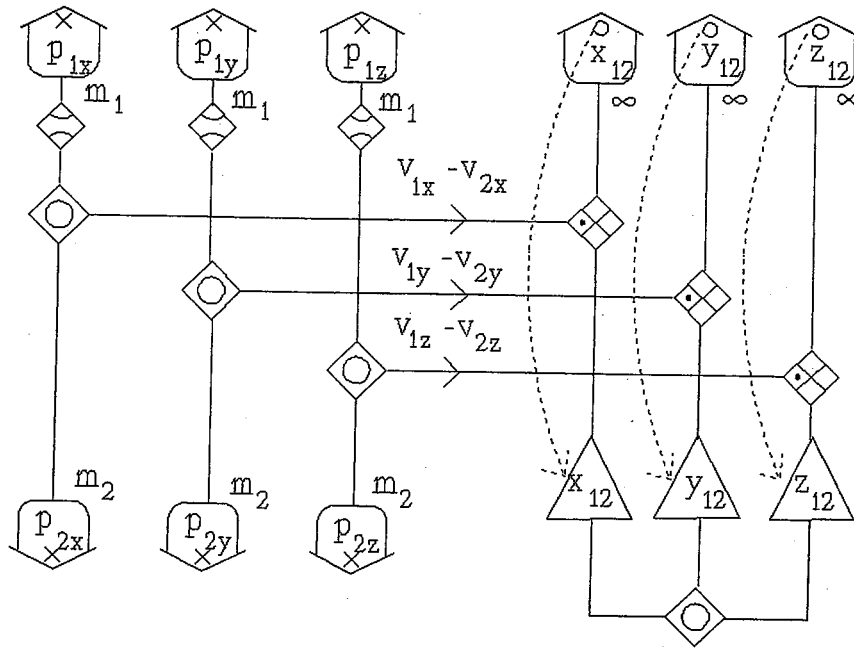 p1x p1y p1z x12 y12 z12
m1 m1 m1 ∞ ∞ ∞
v1x -v2x
v1y -v2y
v1z -v2z
m2 m2 m2
p2x p2y p2z x12 y12 z12